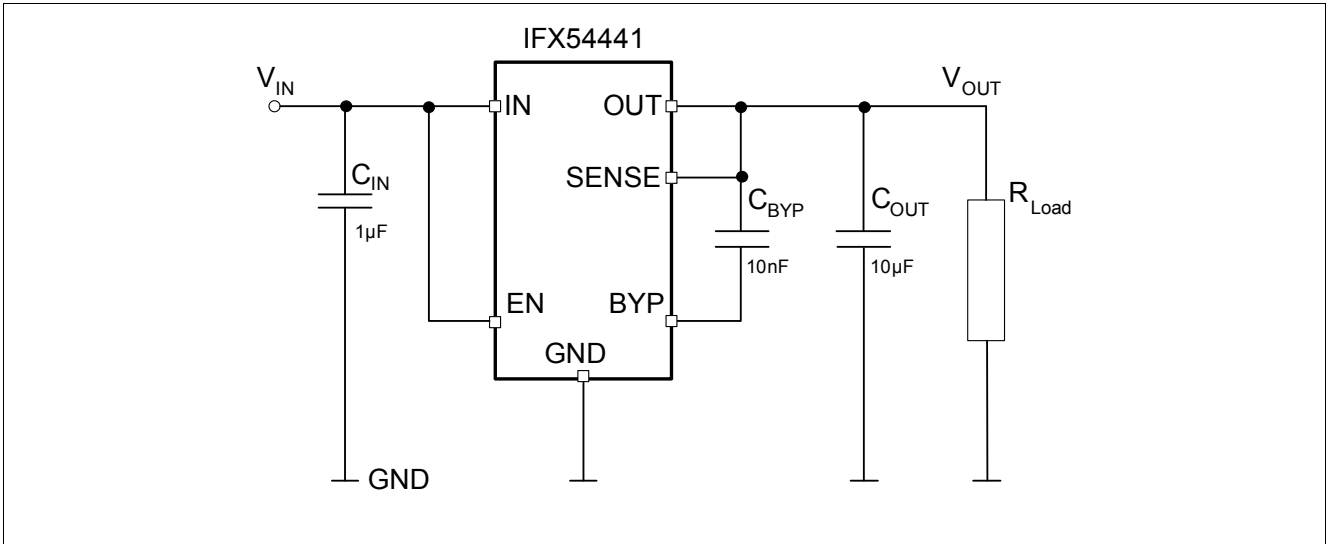 IFX54441
V_IN
V_OUT
IN
OUT
SENSE
C_IN
1µF
C_BYP
10nF
C_OUT
10µF
R_Load
EN
BYP
GND
GND